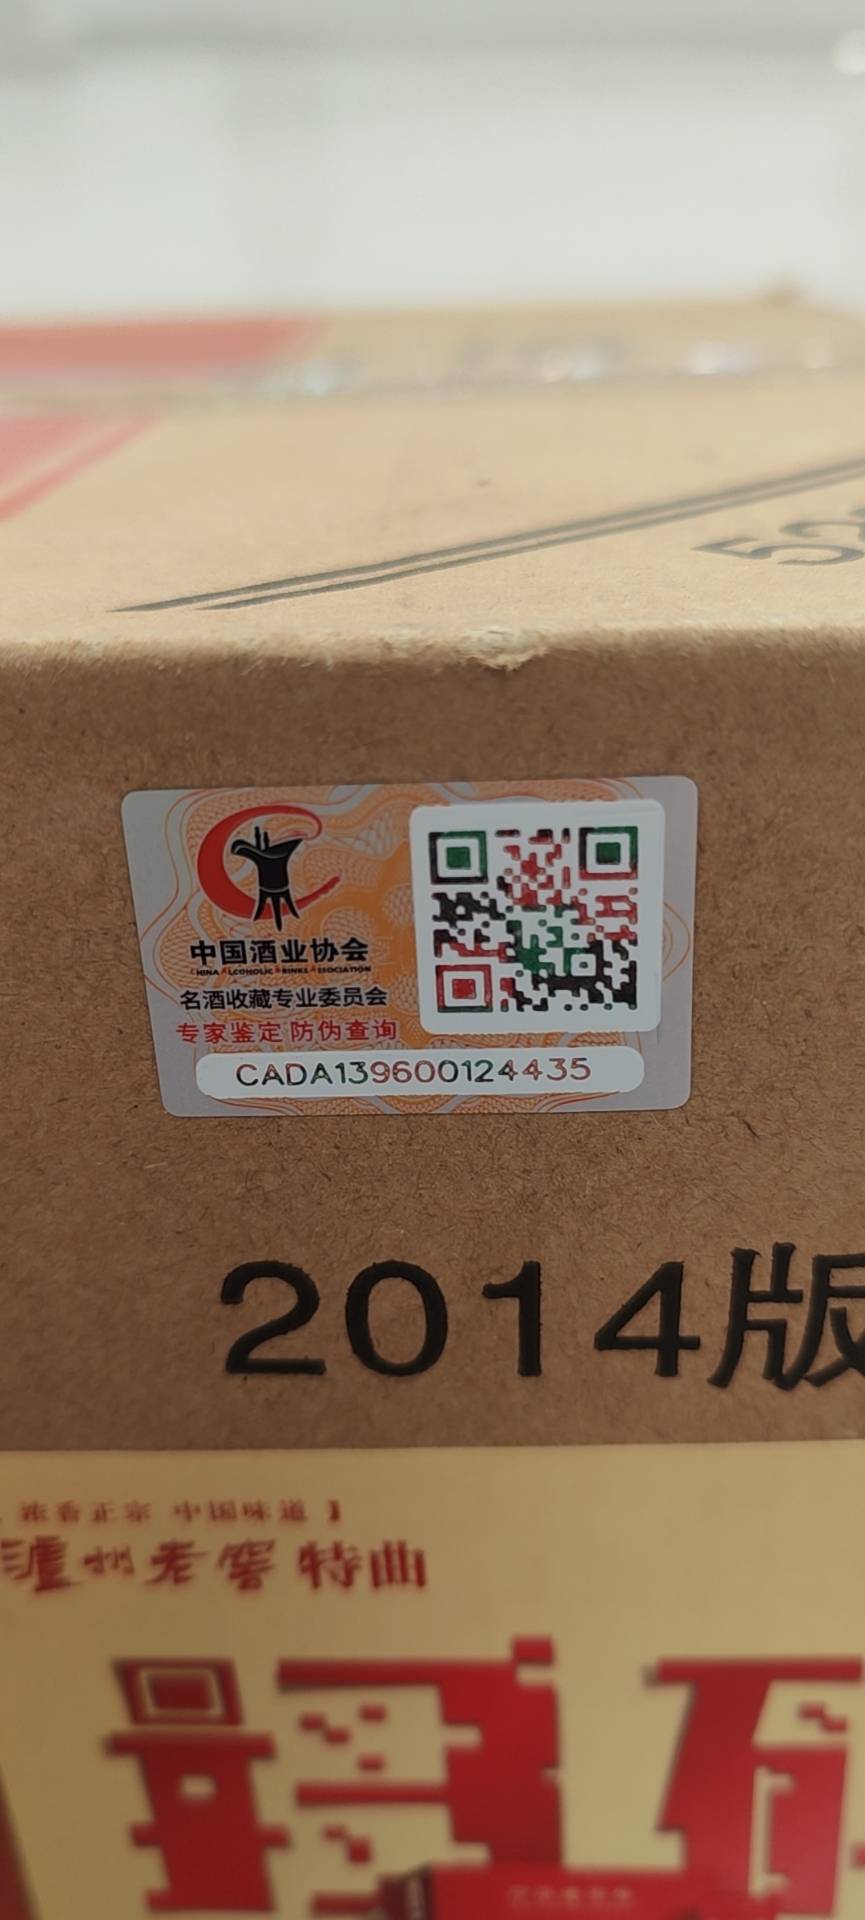 52
中国酒业协会
CHINA ALCOHOLIC DRINKS ASSOCIATION
名酒收藏专业委员会
专家鉴定 防伪查询
CADA139600124435
2014版
浓香正宗 中国味道】
泸州老窖 特曲